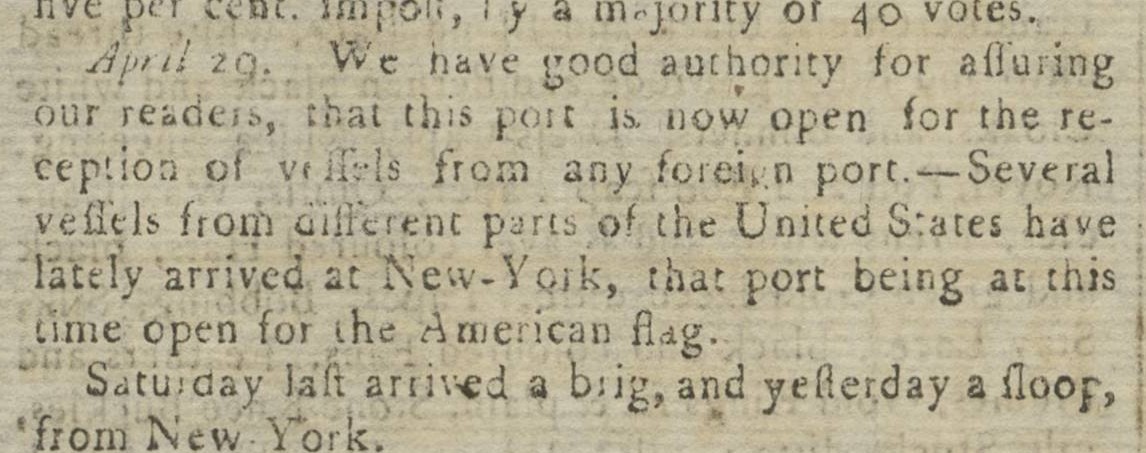 five per cent. impost, by a majority of 40 votes.
April 29. We have good authority for aſſuring
our readers, that this port is now open for the re-
ception of veſſels from any foreign port.—Several
veſſels from different parts of the United States have
lately arrived at New-York, that port being at this
time open for the American flag.
Saturday laſt arrived a brig, and yeſterday a ſloop,
from New-York.